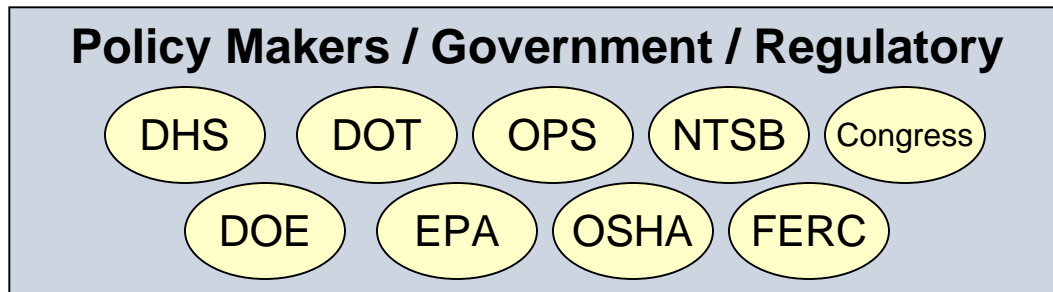 Policy Makers / Government / Regulatory
DHS DOT OPS NTSB Congress
DOE EPA OSHA FERC